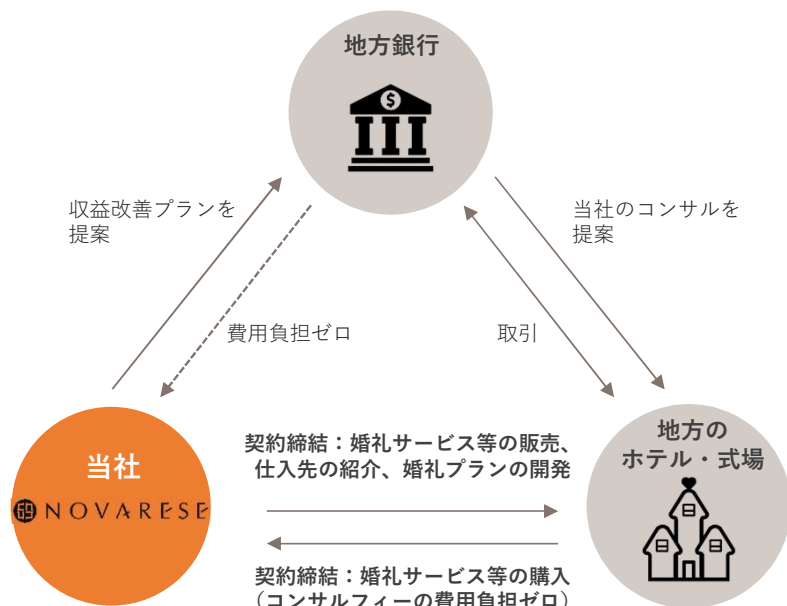 地方銀行
$
収益改善プランを
提案
当社のコンサルを
提案
費用負担ゼロ
取引
当社
NOVARESE
契約締結：婚礼サービス等の販売、
仕入先の紹介、婚礼プランの開発
地方の
ホテル・式場
契約締結：婚礼サービス等の購入
（コンサルフィーの費用負担ゼロ）